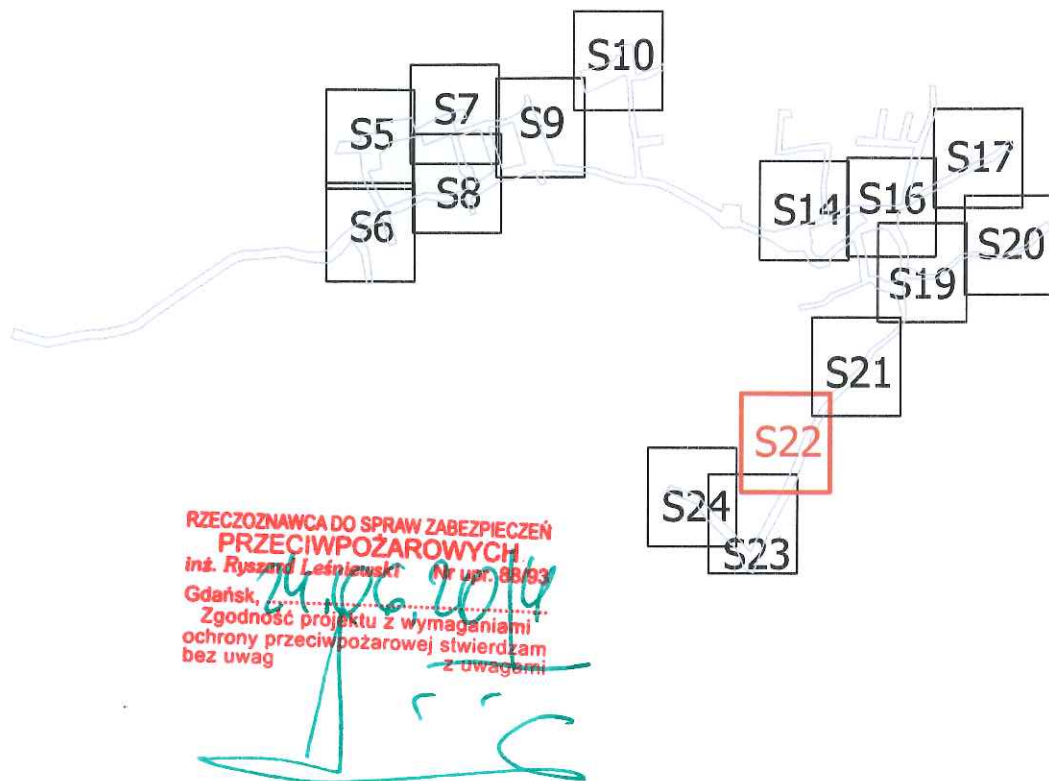 S10
S7
S5
S9
S8
S6
S17
S16
S14
S20
S19
S21
S22
S24
S23
RZECZOZNAWCA DO SPRAW ZABEZPIECZEŃ
PRZECIWPOŻAROWYCH
inż. Ryszard Leśniewski Nr upr. 88/93
Gdańsk, 24.06.2014
Zgodność projektu z wymaganiami
ochrony przeciwpożarowej stwierdzam
bez uwag z uwagami